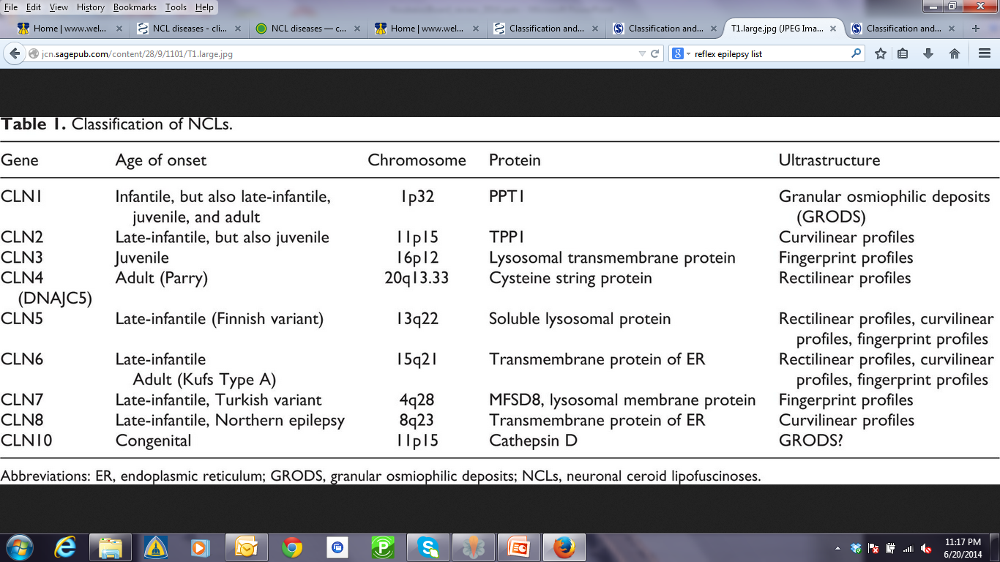 File Edit View History Bookmarks Tools Help
Home | www.wel... × NCL diseases - cli... × NCL diseases — c... × Home | www.wel... × Classification and... × Classification and... × T1.large.jpg (JPEG Ima... × Classification and... × +
jcn.sagepub.com/content/28/9/1101/T1.large.jpg reflex epilepsy list
Table 1. Classification of NCLs.
Gene Age of onset Chromosome Protein Ultrastructure
CLN1 Infantile, but also late-infantile, 1p32 PPT1 Granular osmiophilic deposits
juvenile, and adult (GRODS)
CLN2 Late-infantile, but also juvenile 11p15 TPP1 Curvilinear profiles
CLN3 Juvenile 16p12 Lysosomal transmembrane protein Fingerprint profiles
CLN4 Adult (Parry) 20q13.33 Cysteine string protein Rectilinear profiles
(DNAJC5)
CLN5 Late-infantile (Finnish variant) 13q22 Soluble lysosomal protein Rectilinear profiles, curvilinear
profiles, fingerprint profiles
CLN6 Late-infantile 15q21 Transmembrane protein of ER Rectilinear profiles, curvilinear
Adult (Kufs Type A) profiles, fingerprint profiles
CLN7 Late-infantile, Turkish variant 4q28 MFSD8, lysosomal membrane protein Fingerprint profiles
CLN8 Late-infantile, Northern epilepsy 8q23 Transmembrane protein of ER Curvilinear profiles
CLN10 Congenital 11p15 Cathepsin D GRODS?
Abbreviations: ER, endoplasmic reticulum; GRODS, granular osmiophilic deposits; NCLs, neuronal ceroid lipofuscinoses.
11:17 PM
6/20/2014